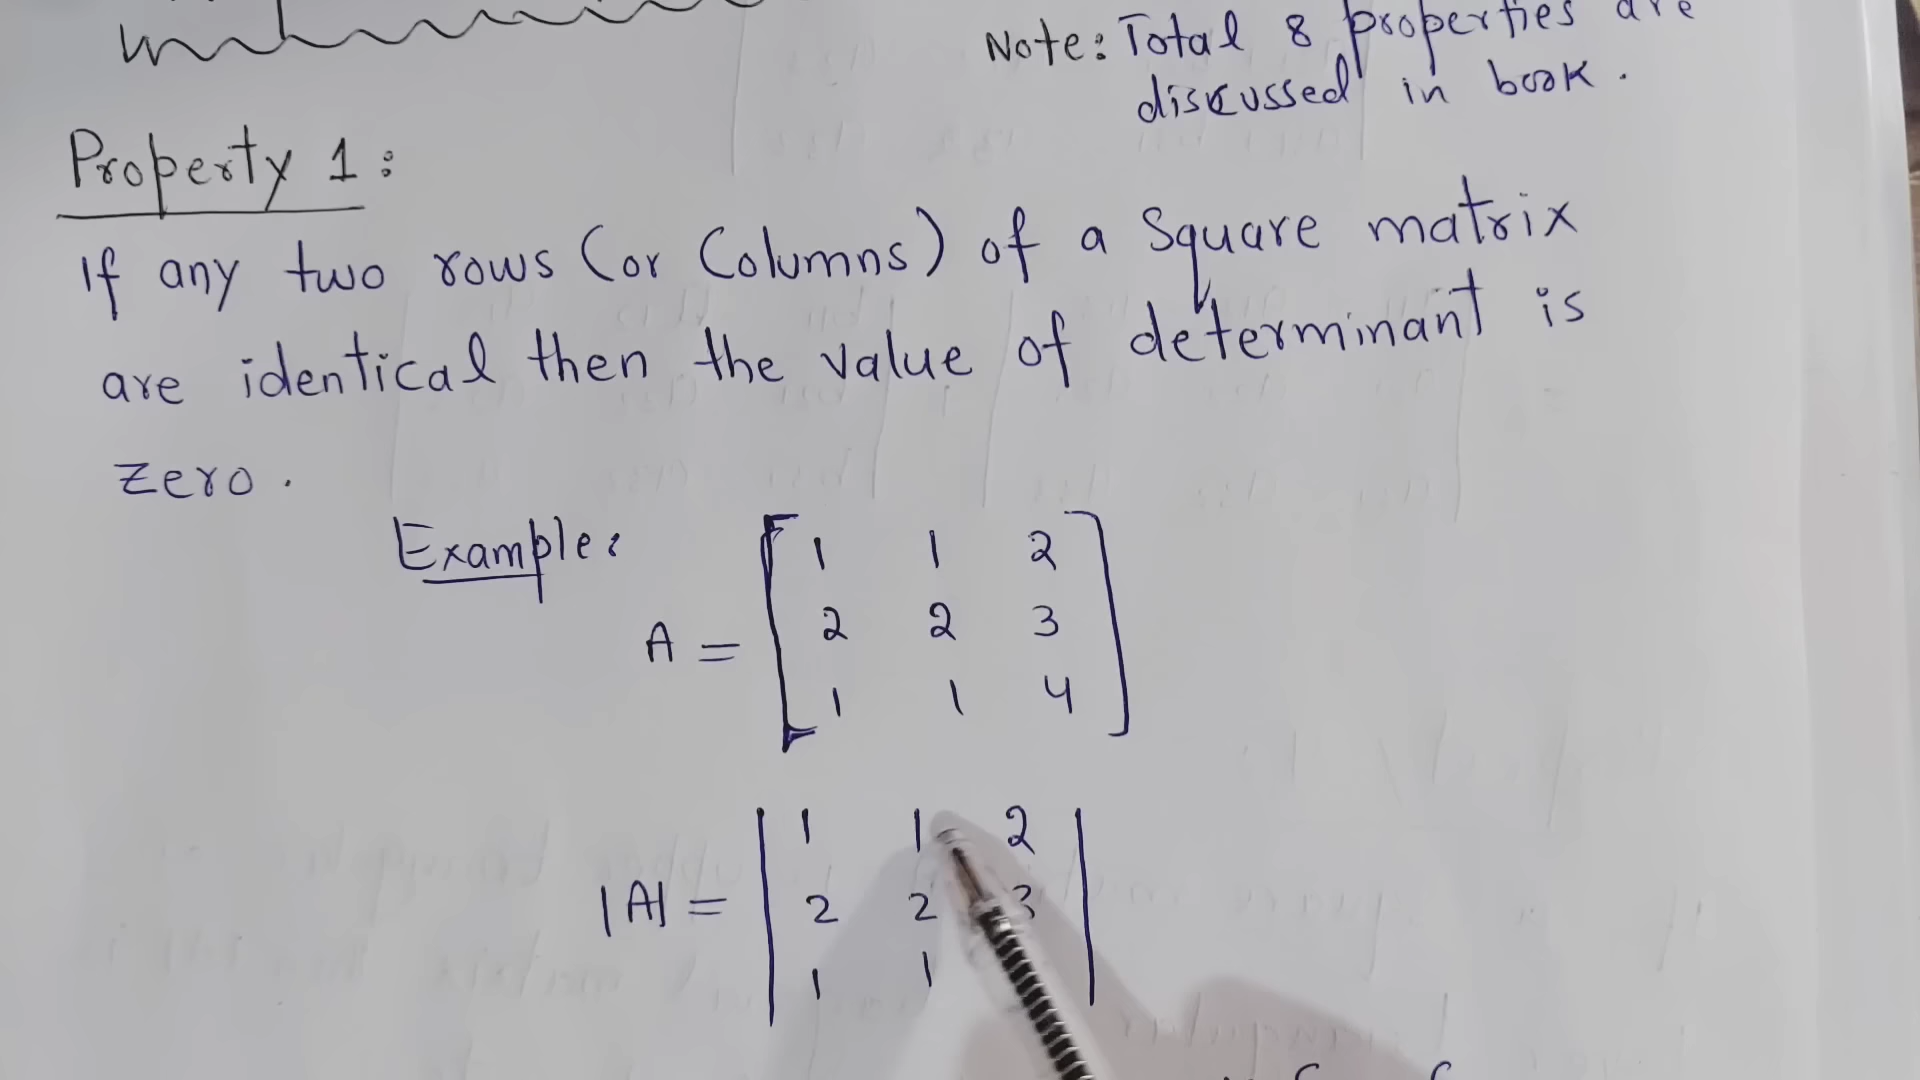 Note: Total 8 properties are
discussed in book.
Property 1:
If any two rows (or Columns) of a Square matrix
are identical then the value of determinant is
zero.
Example:
A = [ 1 1 2
2 2 3
1 1 4 ]
|A| = | 1 1 2
2 2 3
1 1 |